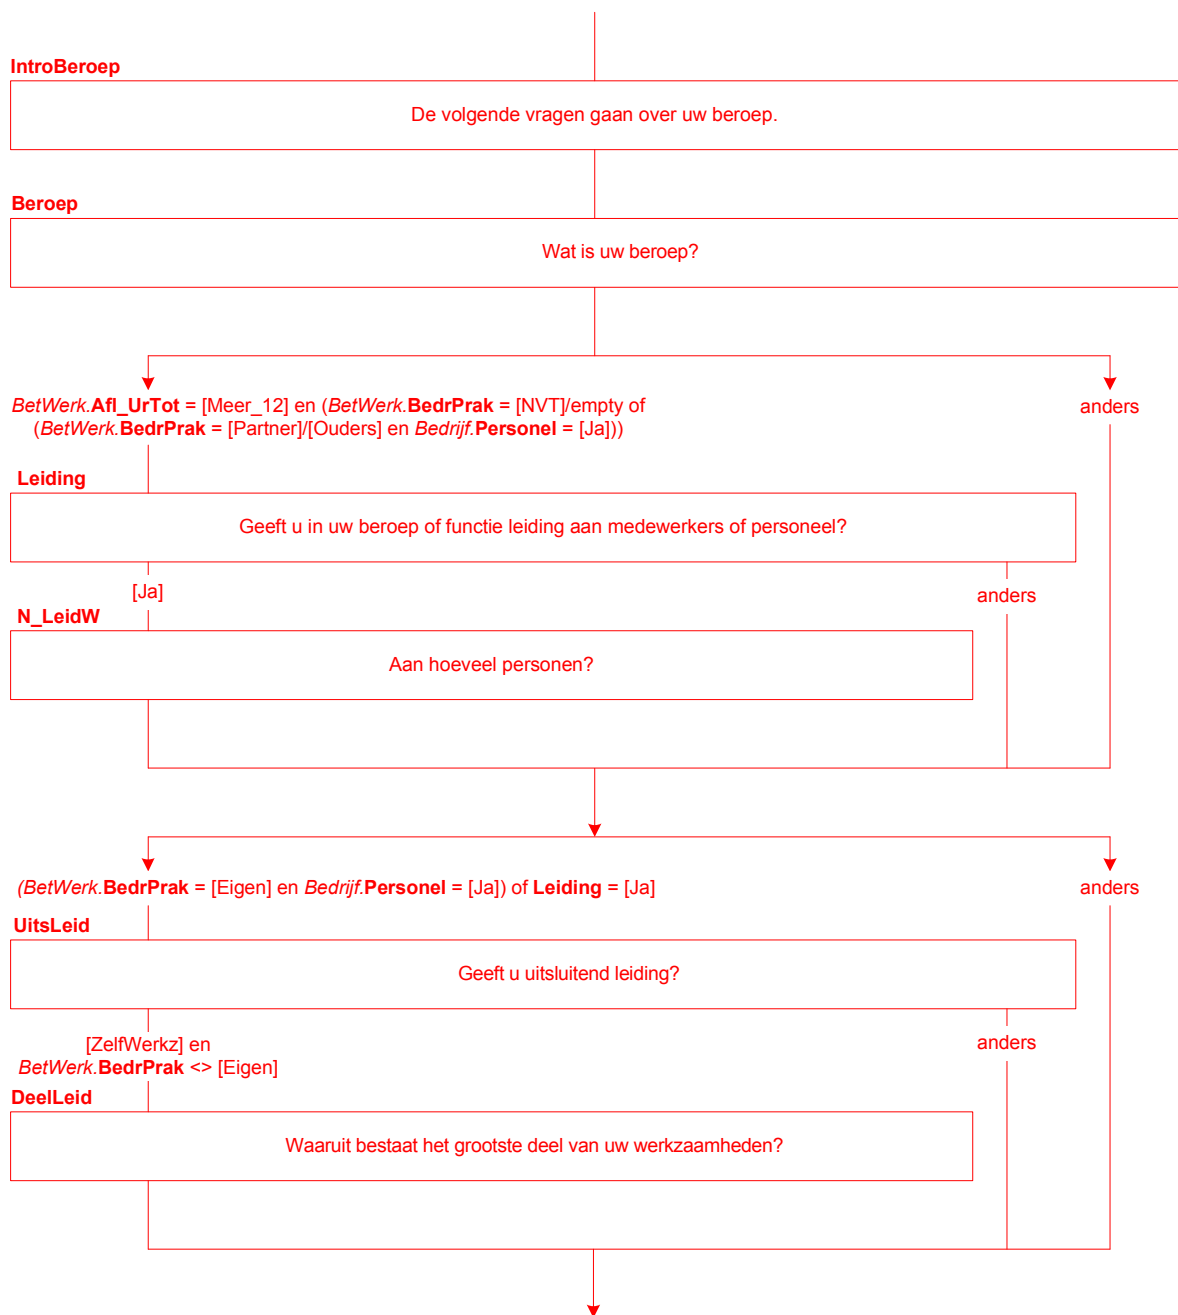 IntroBeroep
De volgende vragen gaan over uw beroep.
Beroep
Wat is uw beroep?
BetWerk.Afl_UrTot = [Meer_12] en (BetWerk.BedrPrak = [NVT]/empty of
(BetWerk.BedrPrak = [Partner]/[Ouders] en Bedrijf.Personel = [Ja]))
anders
Leiding
Geeft u in uw beroep of functie leiding aan medewerkers of personeel?
[Ja]
anders
N_LeidW
Aan hoeveel personen?
(BetWerk.BedrPrak = [Eigen] en Bedrijf.Personel = [Ja]) of Leiding = [Ja]
anders
UitsLeid
Geeft u uitsluitend leiding?
[ZelfWerkz] en
BetWerk.BedrPrak <> [Eigen]
anders
DeelLeid
Waaruit bestaat het grootste deel van uw werkzaamheden?